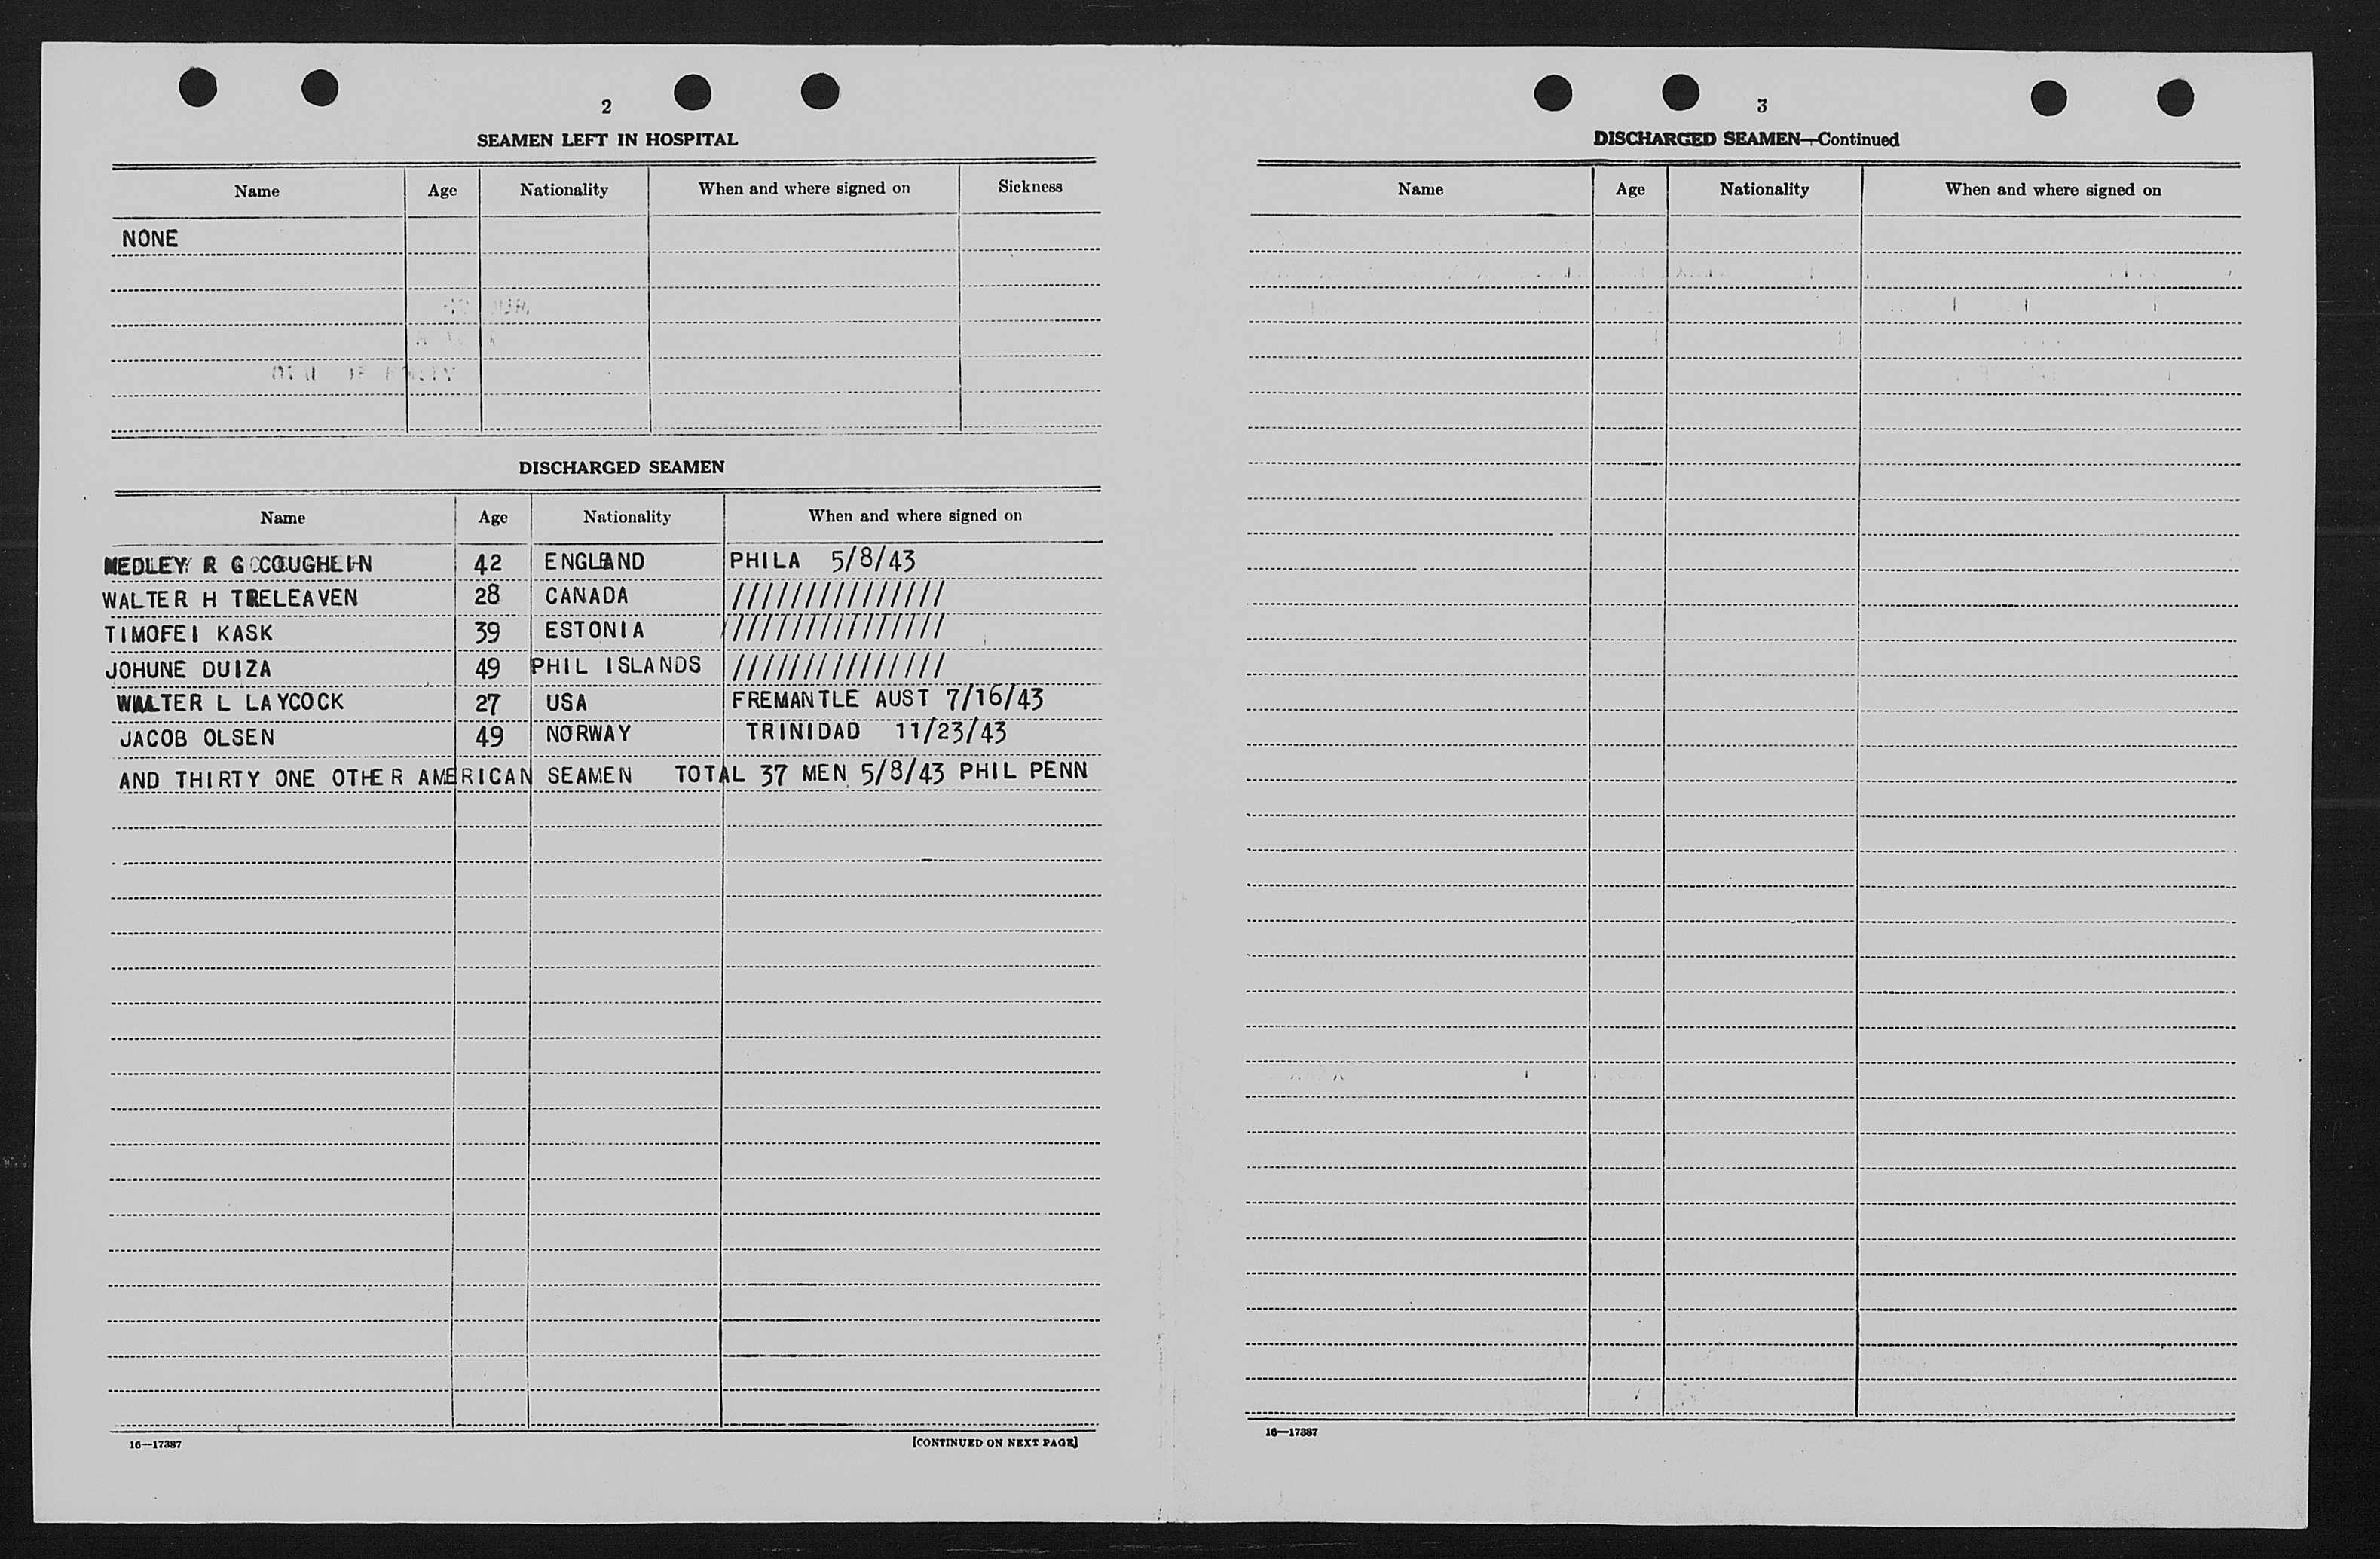 2
SEAMEN LEFT IN HOSPITAL
Name Age Nationality When and where signed on Sickness
NONE
DISCHARGED SEAMEN
Name Age Nationality When and where signed on
MEDLEY R G COUGHLIN 42 ENGLAND PHILA 5/8/43
WALTER H TRELEAVEN 28 CANADA ///////////////
TIMOFEI KASK 39 ESTONIA ///////////////
JOHUNE DUIZA 49 PHIL ISLANDS ///////////////
WALTER L LAYCOCK 27 USA FREMANTLE AUST 7/16/43
JACOB OLSEN 49 NORWAY TRINIDAD 11/23/43
AND THIRTY ONE OTHER AMERICAN SEAMEN TOTAL 37 MEN 5/8/43 PHIL PENN
16—17387 [CONTINUED ON NEXT PAGE]
3
DISCHARGED SEAMEN—Continued
Name Age Nationality When and where signed on
16—17387